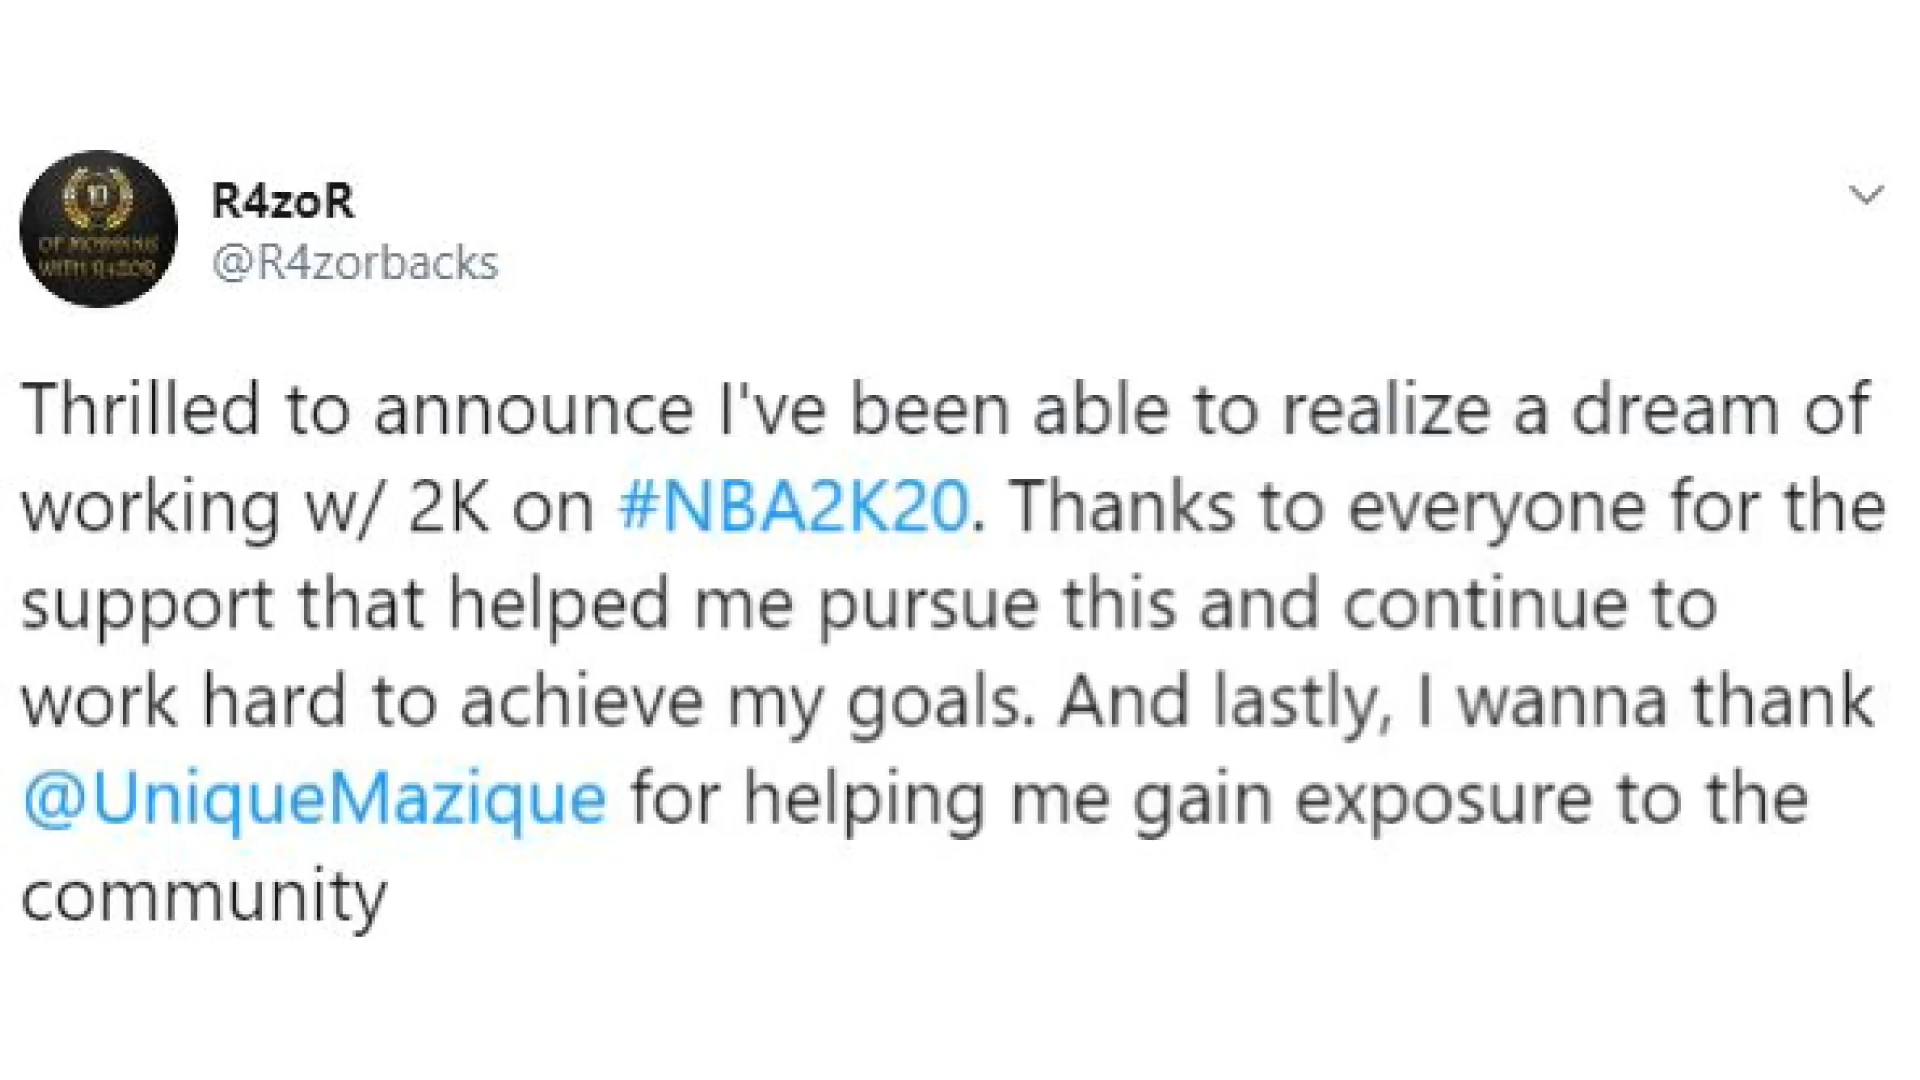 R4zoR
@R4zorbacks
WITH R4ZOR
Thrilled to announce I've been able to realize a dream of
working w/ 2K on #NBA2K20. Thanks to everyone for the
support that helped me pursue this and continue to
work hard to achieve my goals. And lastly, I wanna thank
@UniqueMazique for helping me gain exposure to the
community